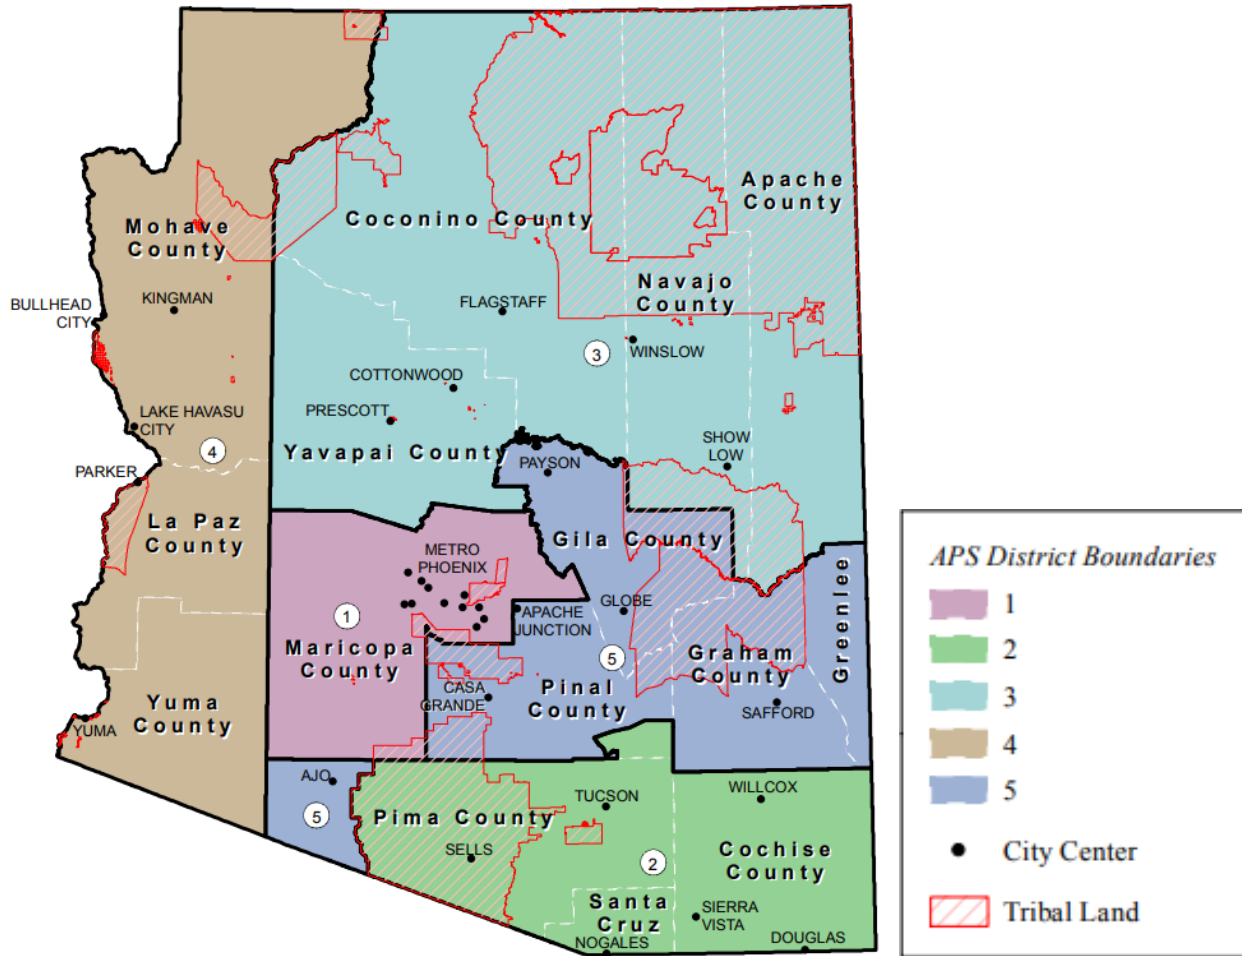 Apache
County
Coconino County
Mohave
County
Navajo
County
KINGMAN
BULLHEAD
CITY
FLAGSTAFF
3
WINSLOW
COTTONWOOD
PRESCOTT
LAKE HAVASU
CITY
4
Yavapai County
SHOW
LOW
PARKER
PAYSON
La Paz
County
Gila County
METRO
PHOENIX
1
APACHE
JUNCTION
GLOBE
Greenlee
Maricopa
County
5
Graham
County
CASA
GRANDE
Pinal
County
SAFFORD
Yuma
County
YUMA
AJO
5
Pima County
TUCSON
WILLCOX
SELLS
2
Cochise
County
Santa
Cruz
SIERRA
VISTA
NOGALES
DOUGLAS
APS District Boundaries
1
2
3
4
5
City Center
Tribal Land